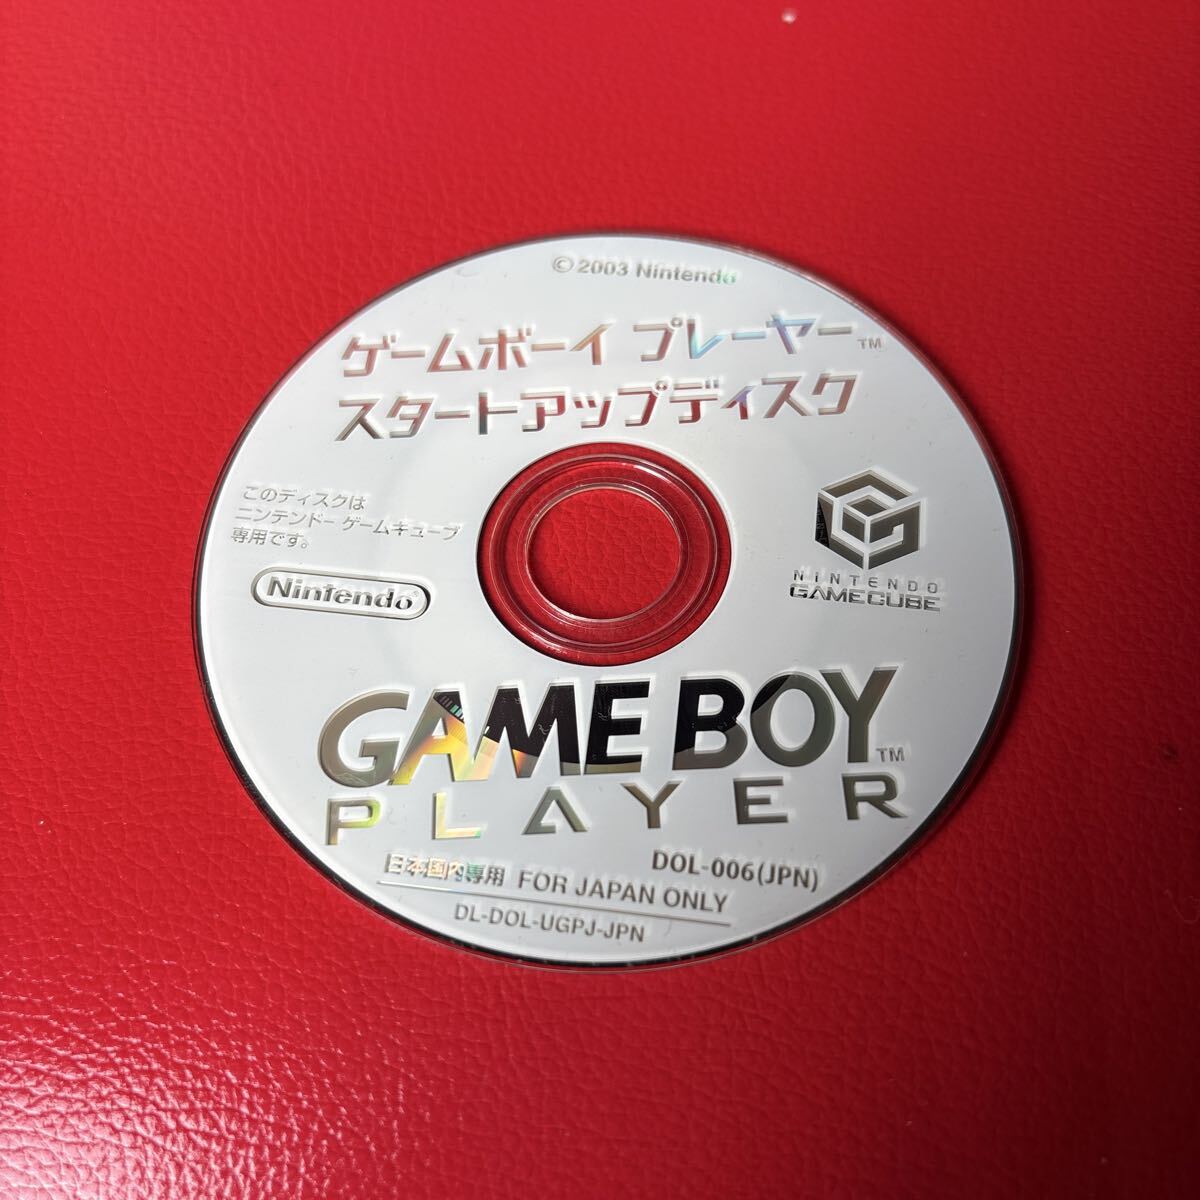 © 2003 Nintendo
ゲームボーイ プレーヤー™
スタートアップディスク
このディスクは
ニンテンドー ゲームキューブ
専用です。
Nintendo®
NINTENDO
GAMECUBE
GAME BOY™
PLAYER
DOL-006(JPN)
日本国内専用 FOR JAPAN ONLY
DL-DOL-UGPJ-JPN